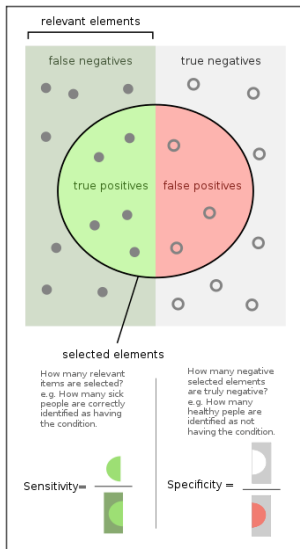 relevant elements
false negatives
true negatives
true positives
false positives
selected elements
How many relevant
items are selected?
e.g. How many sick
people are correctly
identified as having
the condition.
How many negative
selected elements
are truly negative?
e.g. How many
healthy peple are
identified as not
having the condition.
Sensitivity=
Specificity =